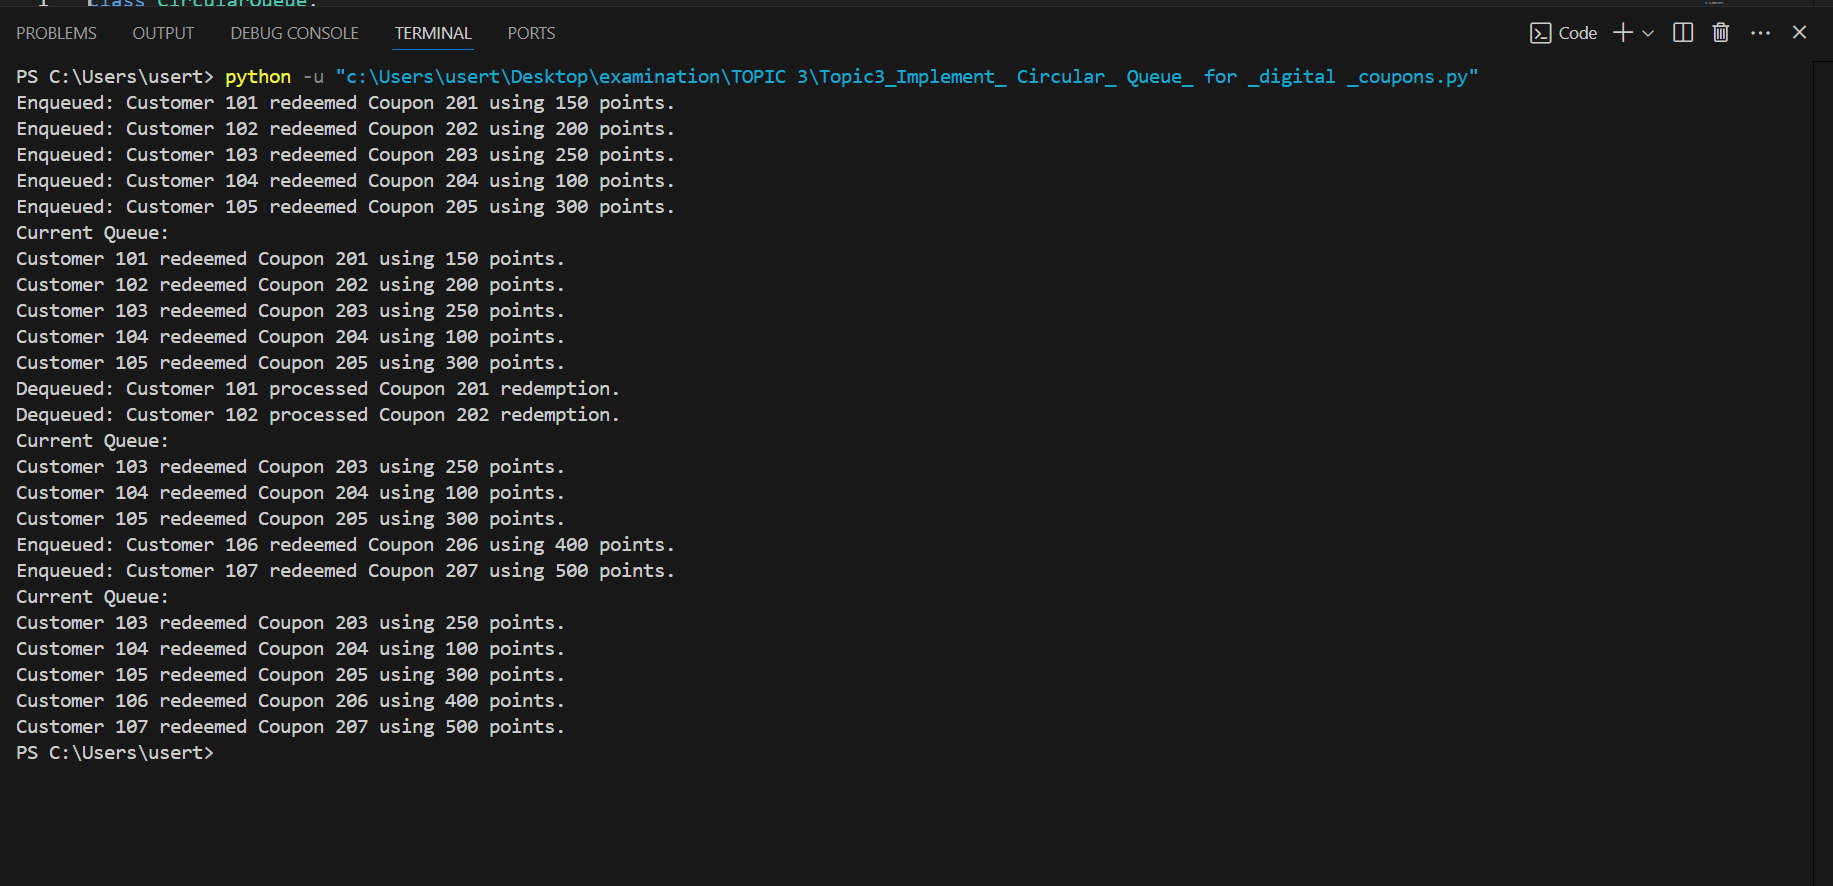 1 class CircularQueue:
PROBLEMS OUTPUT DEBUG CONSOLE TERMINAL PORTS Code
PS C:\Users\usert> python -u "c:\Users\usert\Desktop\examination\TOPIC 3\Topic3_Implement_ Circular_ Queue_ for _digital _coupons.py"
Enqueued: Customer 101 redeemed Coupon 201 using 150 points.
Enqueued: Customer 102 redeemed Coupon 202 using 200 points.
Enqueued: Customer 103 redeemed Coupon 203 using 250 points.
Enqueued: Customer 104 redeemed Coupon 204 using 100 points.
Enqueued: Customer 105 redeemed Coupon 205 using 300 points.
Current Queue:
Customer 101 redeemed Coupon 201 using 150 points.
Customer 102 redeemed Coupon 202 using 200 points.
Customer 103 redeemed Coupon 203 using 250 points.
Customer 104 redeemed Coupon 204 using 100 points.
Customer 105 redeemed Coupon 205 using 300 points.
Dequeued: Customer 101 processed Coupon 201 redemption.
Dequeued: Customer 102 processed Coupon 202 redemption.
Current Queue:
Customer 103 redeemed Coupon 203 using 250 points.
Customer 104 redeemed Coupon 204 using 100 points.
Customer 105 redeemed Coupon 205 using 300 points.
Enqueued: Customer 106 redeemed Coupon 206 using 400 points.
Enqueued: Customer 107 redeemed Coupon 207 using 500 points.
Current Queue:
Customer 103 redeemed Coupon 203 using 250 points.
Customer 104 redeemed Coupon 204 using 100 points.
Customer 105 redeemed Coupon 205 using 300 points.
Customer 106 redeemed Coupon 206 using 400 points.
Customer 107 redeemed Coupon 207 using 500 points.
PS C:\Users\usert>